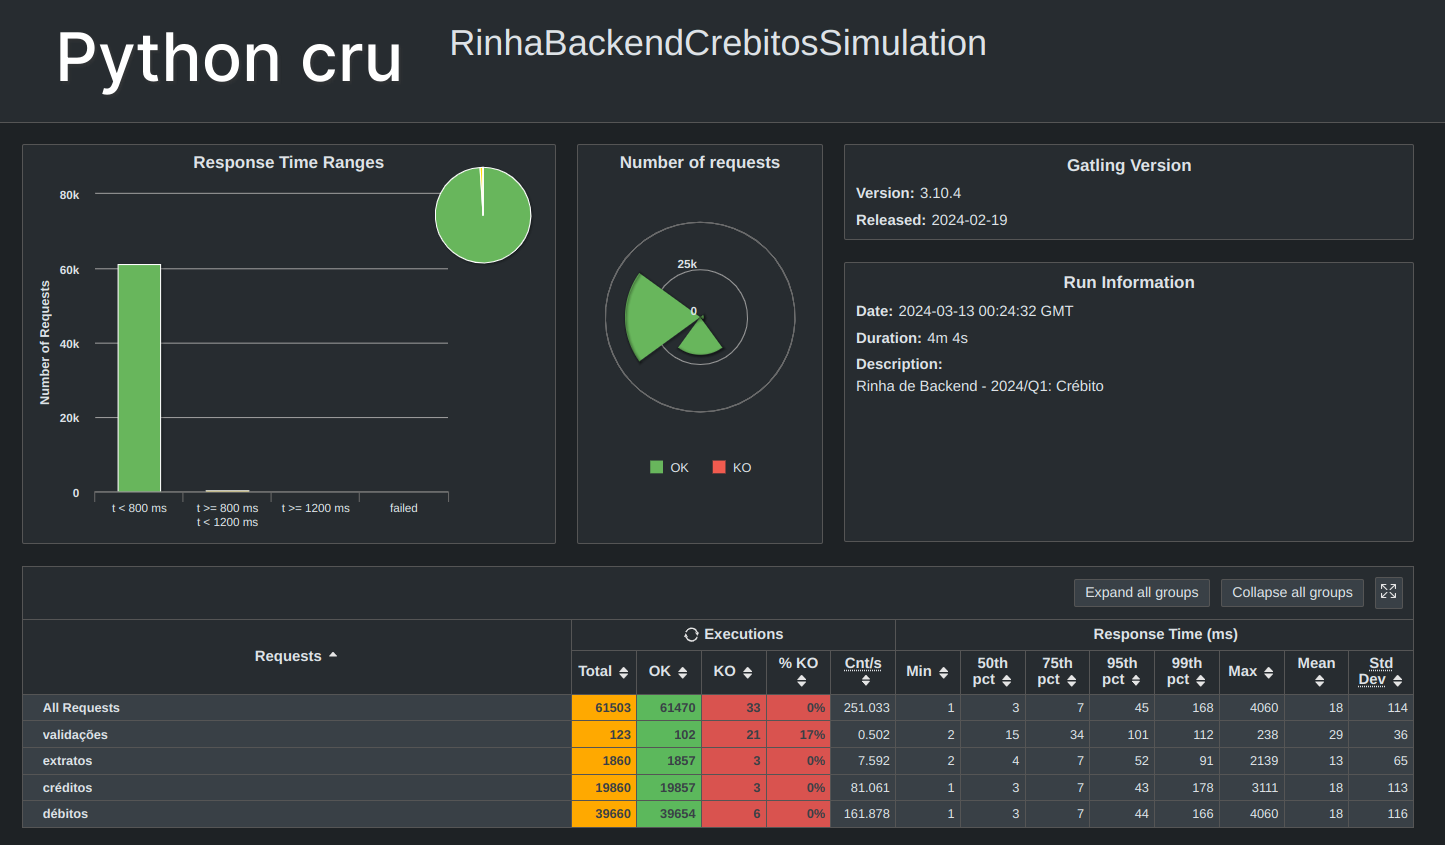 Python cru
RinhaBackendCrebitosSimulation
Response Time Ranges
80k
60k
40k
20k
0
Number of Requests
t < 800 ms
t >= 800 ms
t < 1200 ms
t >= 1200 ms
failed
Number of requests
25k
0
OK
KO
Gatling Version
Version: 3.10.4
Released: 2024-02-19
Run Information
Date: 2024-03-13 00:24:32 GMT
Duration: 4m 4s
Description:
Rinha de Backend - 2024/Q1: Crébito
Expand all groups Collapse all groups
Requests
Executions
Response Time (ms)
Total OK KO % KO Cnt/s Min 50th pct 75th pct 95th pct 99th pct Max Mean Std Dev
All Requests 61503 61470 33 0% 251.033 1 3 7 45 168 4060 18 114
validações 123 102 21 17% 0.502 2 15 34 101 112 238 29 36
extratos 1860 1857 3 0% 7.592 2 4 7 52 91 2139 13 65
créditos 19860 19857 3 0% 81.061 1 3 7 43 178 3111 18 113
débitos 39660 39654 6 0% 161.878 1 3 7 44 166 4060 18 116